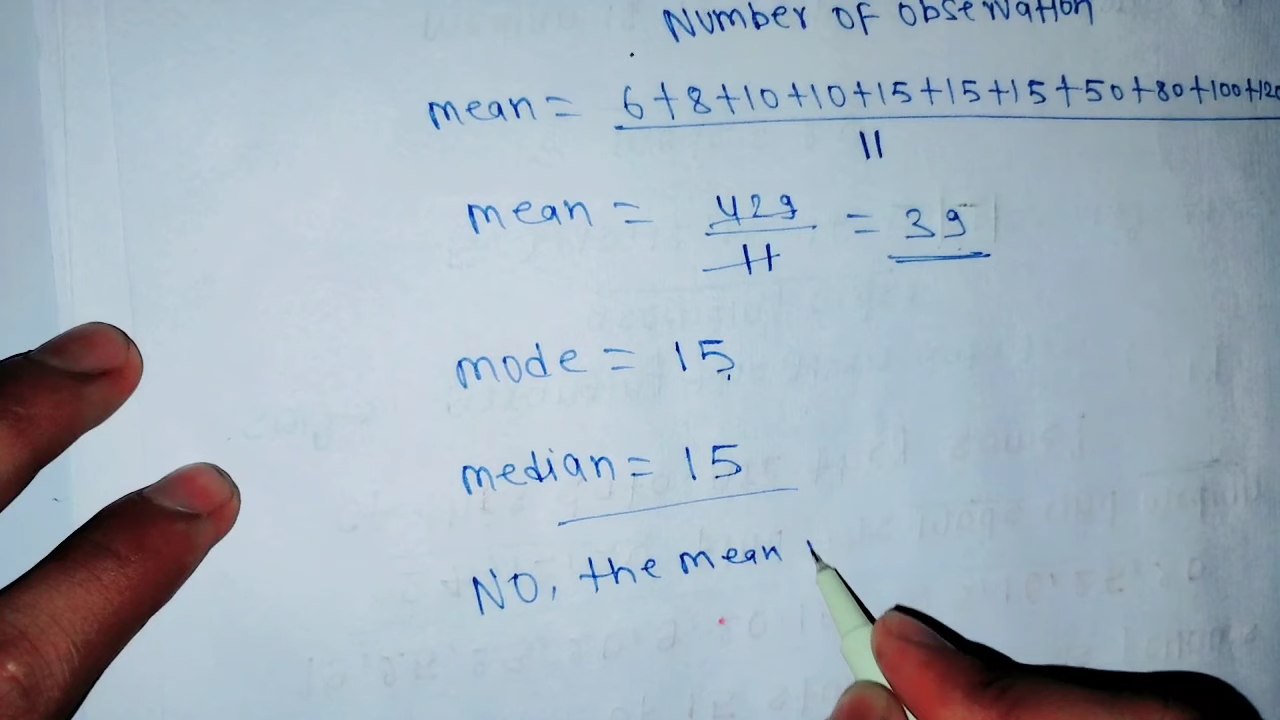 Number of observation
mean = 6+8+10+10+15+15+15+50+80+100+120
11
mean = 429 = 39
11
mode = 15
median = 15
No, the mean